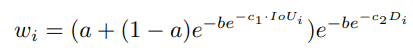 $w_i = (a + (1 - a)e^{-be^{-c_1 \cdot IoU_i}})e^{-be^{-c_2 D_i}}$